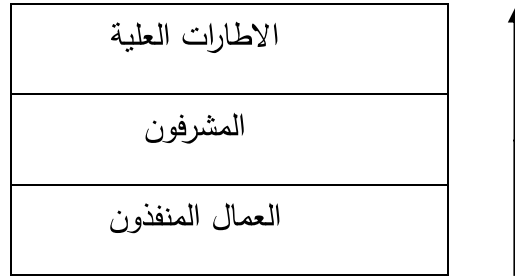 الاطارات العلية
المشرفون
العمال المنفذون